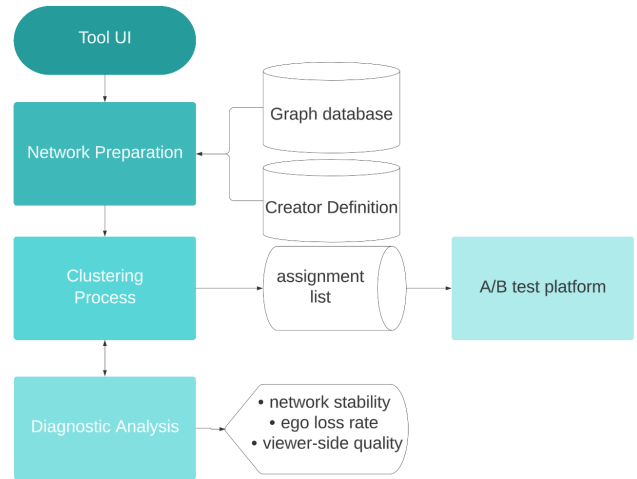 Tool UI
Graph database
Network Preparation
Creator Definition
Clustering
Process
assignment
list
A/B test platform
Diagnostic Analysis
• network stability
• ego loss rate
• viewer-side quality